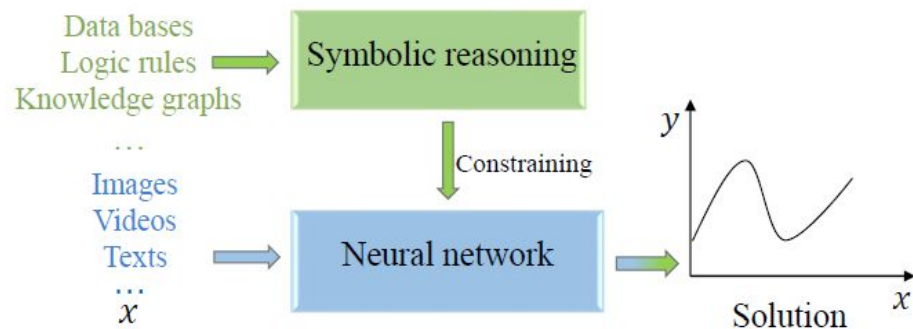 Data bases
Logic rules
Knowledge graphs
...
Symbolic reasoning
Constraining
Images
Videos
Texts
...
x
Neural network
y
x
Solution